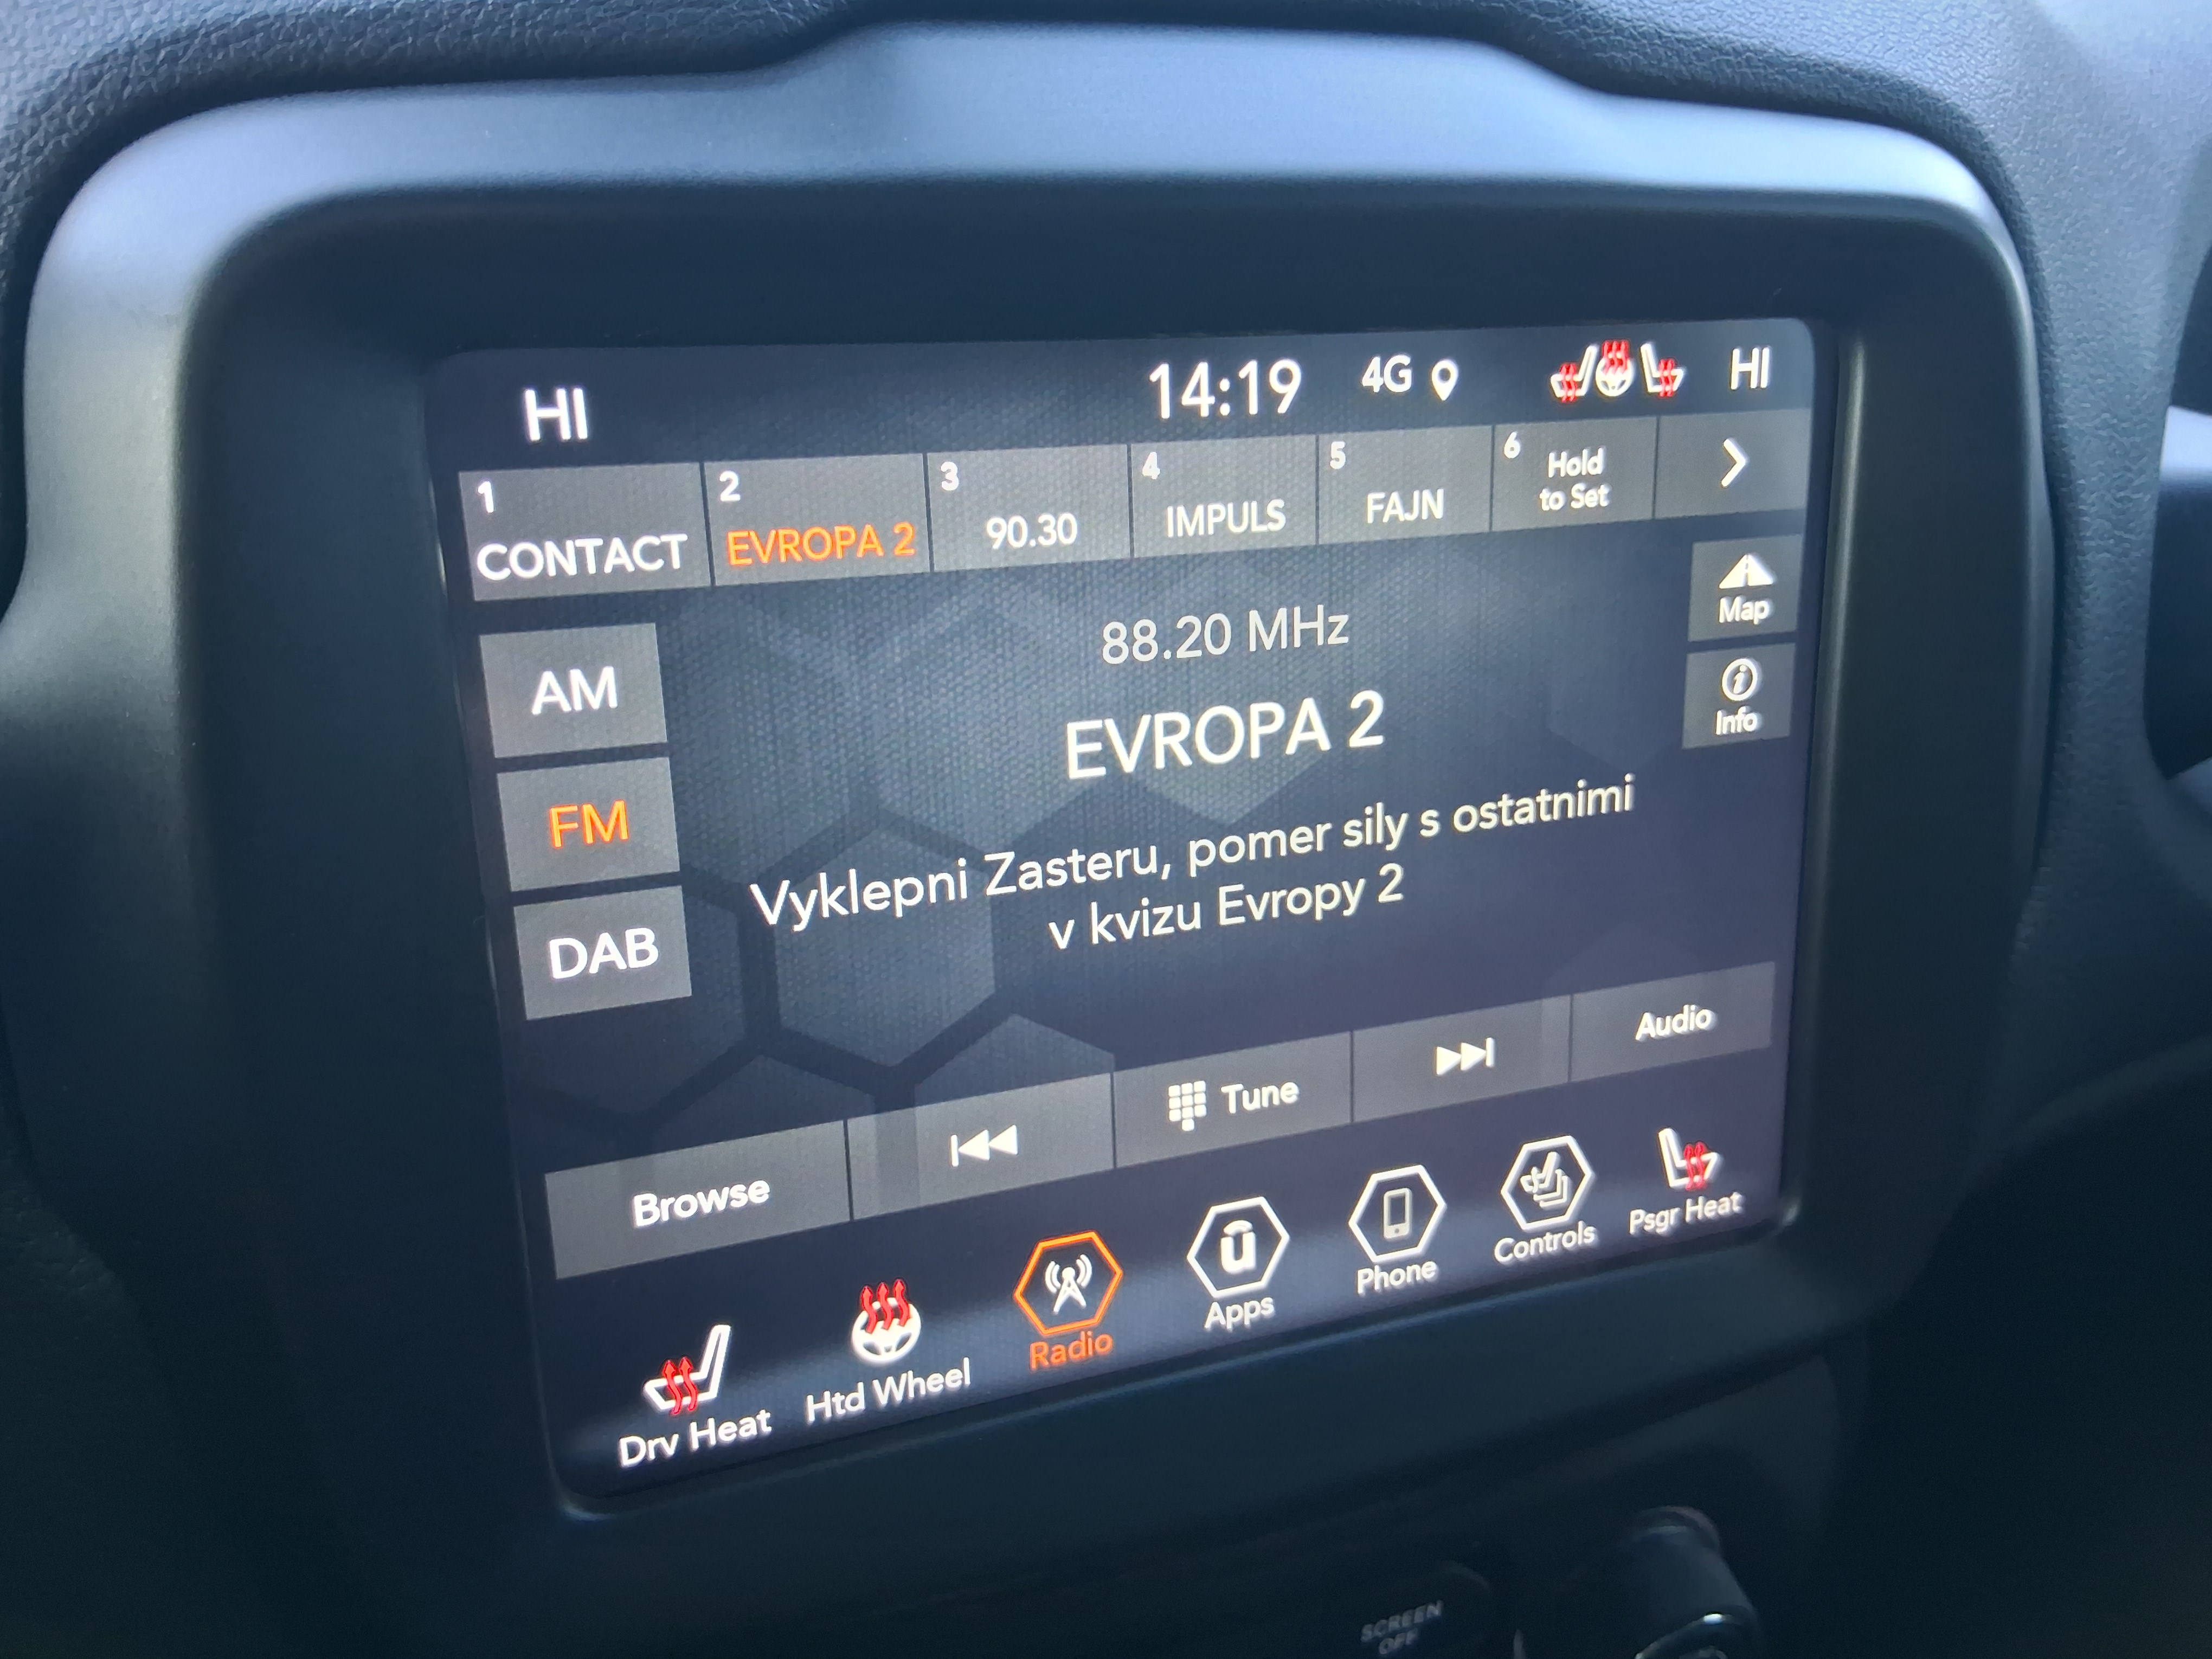 HI 14:19 4G HI
1 2 3 4 5 6
CONTACT EVROPA 2 90.30 IMPULS FAJN Hold
to Set
88.20 MHz
Map
AM
EVROPA 2
Info
FM
Vyklepni Zasteru, pomer sily s ostatnimi
v kvizu Evropy 2
DAB
Browse Tune Audio
Drv Heat Htd Wheel Radio Apps Phone Controls Psgr Heat
SCREEN
OFF